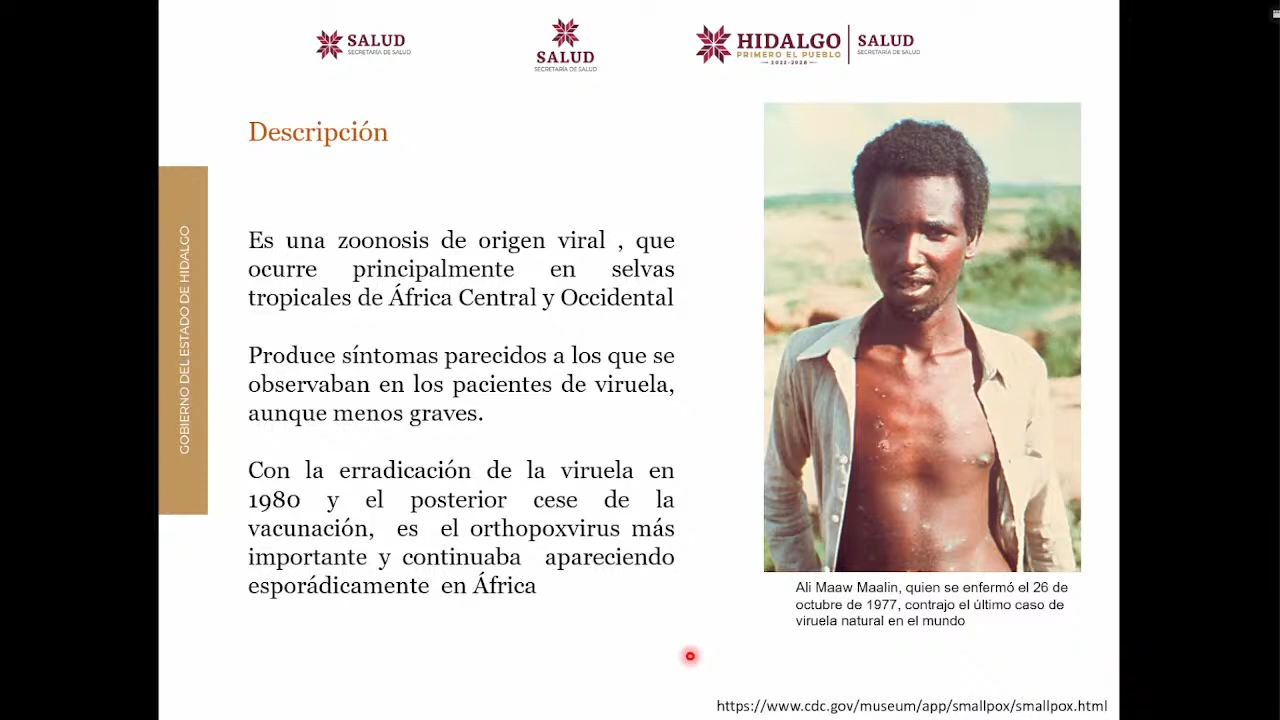 SALUD
SECRETARÍA DE SALUD
SALUD
SECRETARÍA DE SALUD
HIDALGO
PRIMERO EL PUEBLO
2022-2028
SALUD
SECRETARÍA DE SALUD
Descripción
GOBIERNO DEL ESTADO DE HIDALGO
Es una zoonosis de origen viral , que
ocurre principalmente en selvas
tropicales de África Central y Occidental
Produce síntomas parecidos a los que se
observaban en los pacientes de viruela,
aunque menos graves.
Con la erradicación de la viruela en
1980 y el posterior cese de la
vacunación, es el orthopoxvirus más
importante y continuaba apareciendo
esporádicamente en África
Ali Maaw Maalin, quien se enfermó el 26 de
octubre de 1977, contrajo el último caso de
viruela natural en el mundo
https://www.cdc.gov/museum/app/smallpox/smallpox.html